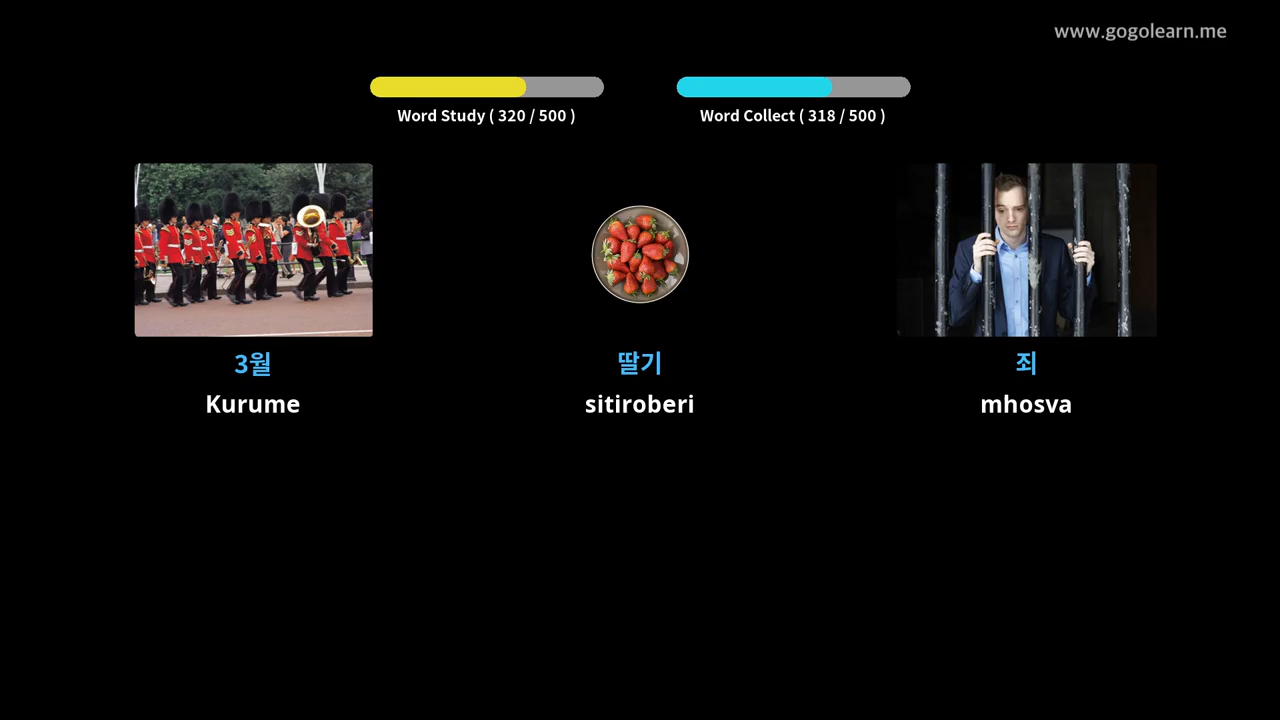 www.gogolearn.me
Word Study ( 320 / 500 )
Word Collect ( 318 / 500 )
3월
Kurume
딸기
sitiroberi
죄
mhosva